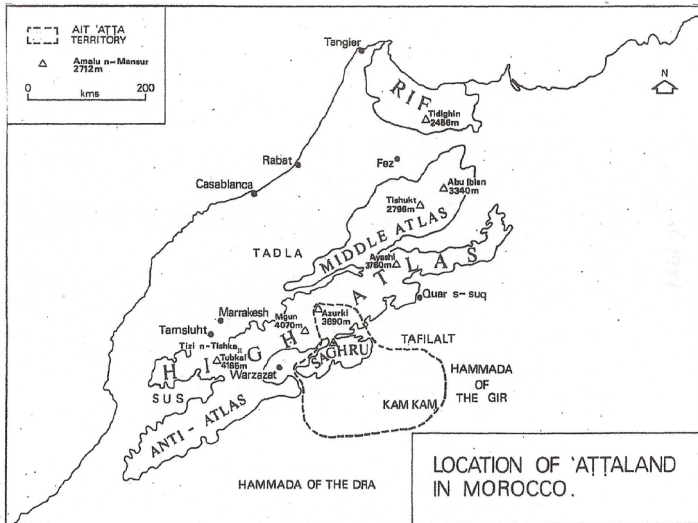 AIT 'AṬṬA
TERRITORY
Amalu n-Mansur
2712m
0 kms 200
Tangier
N
RIF
Tidighin
2456m
Rabat
Fez
Casablanca
Abu Iblan
3340m
Tishukt
2796m
TADLA
MIDDLE ATLAS
Ayashi
3760m
HIGH ATLAS
Quar s-suq
Marrakesh
Azurki
3690m
Mgun
4070m
Tamsluht
Tizi n-Tishka
TAFILALT
SAGHRU
Tubkal
4165m
Warzazat
HAMMADA
OF
THE GIR
SUS
KAM KAM
ANTI-ATLAS
HAMMADA OF THE DRA
LOCATION OF 'AṬṬALAND
IN MOROCCO.